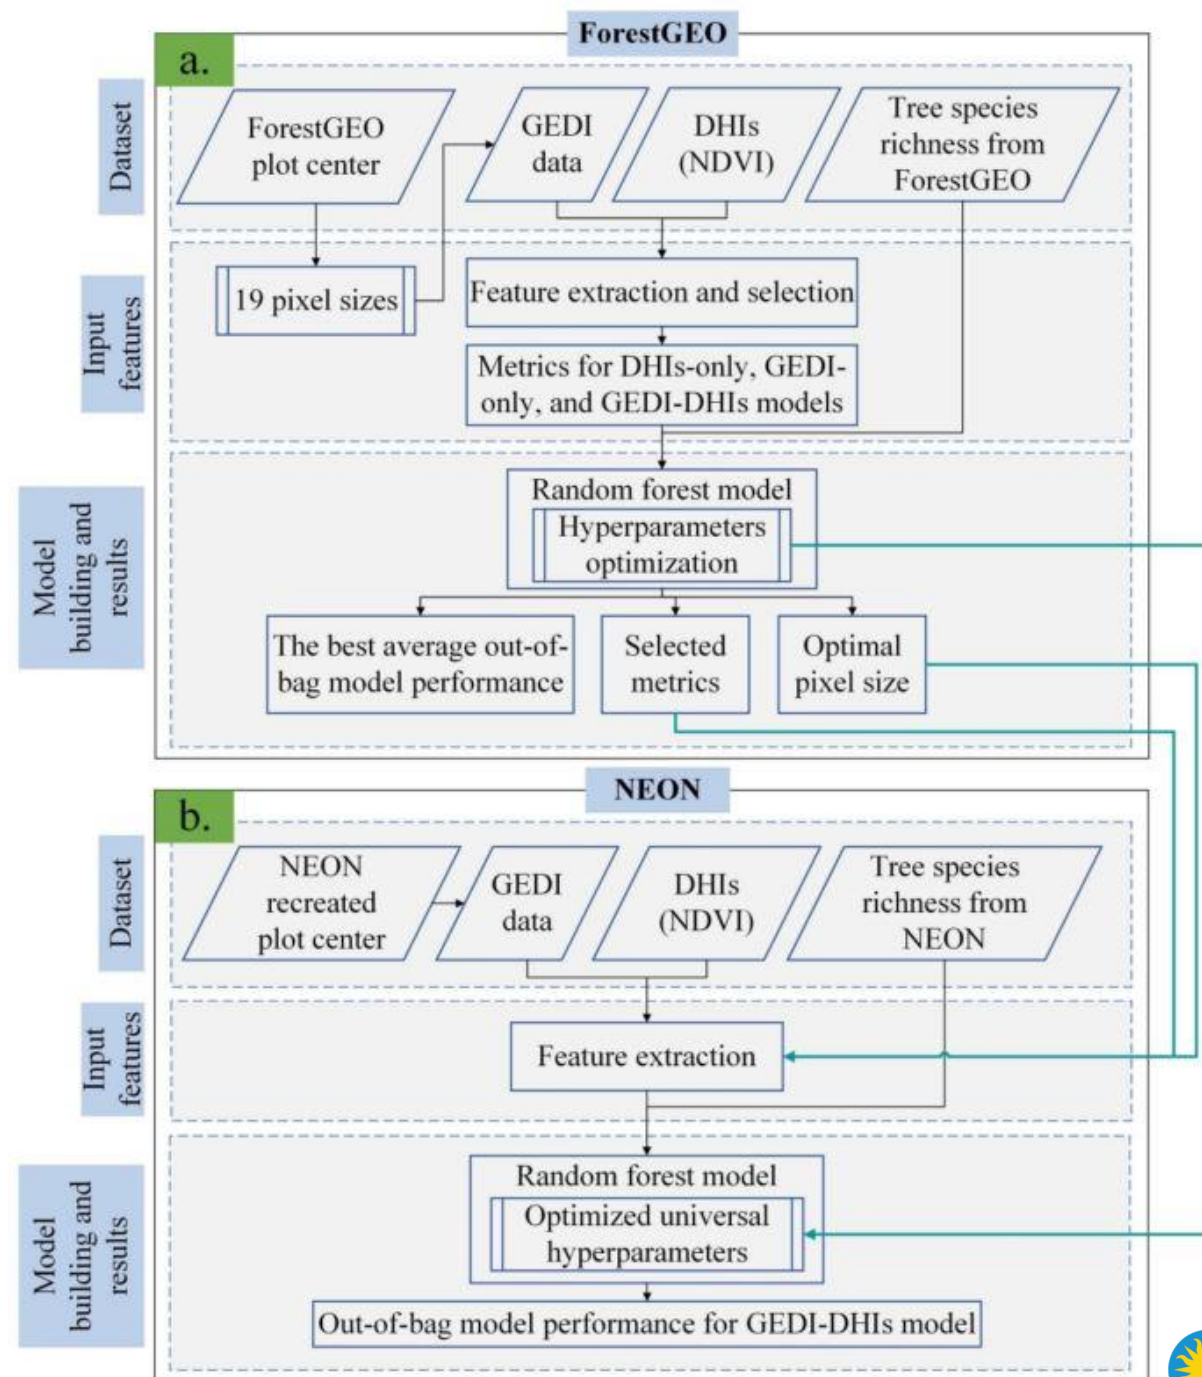 ForestGEO
a.
Dataset
ForestGEO
plot center
GEDI
data
DHIs
(NDVI)
Tree species
richness from
ForestGEO
Input
features
19 pixel sizes
Feature extraction and selection
Metrics for DHIs-only, GEDI-
only, and GEDI-DHIs models
Model
building and
results
Random forest model
Hyperparameters
optimization
The best average out-of-
bag model performance
Selected
metrics
Optimal
pixel size
NEON
b.
Dataset
NEON
recreated
plot center
GEDI
data
DHIs
(NDVI)
Tree species
richness from
NEON
Input
features
Feature extraction
Model
building and
results
Random forest model
Optimized universal
hyperparameters
Out-of-bag model performance for GEDI-DHIs model